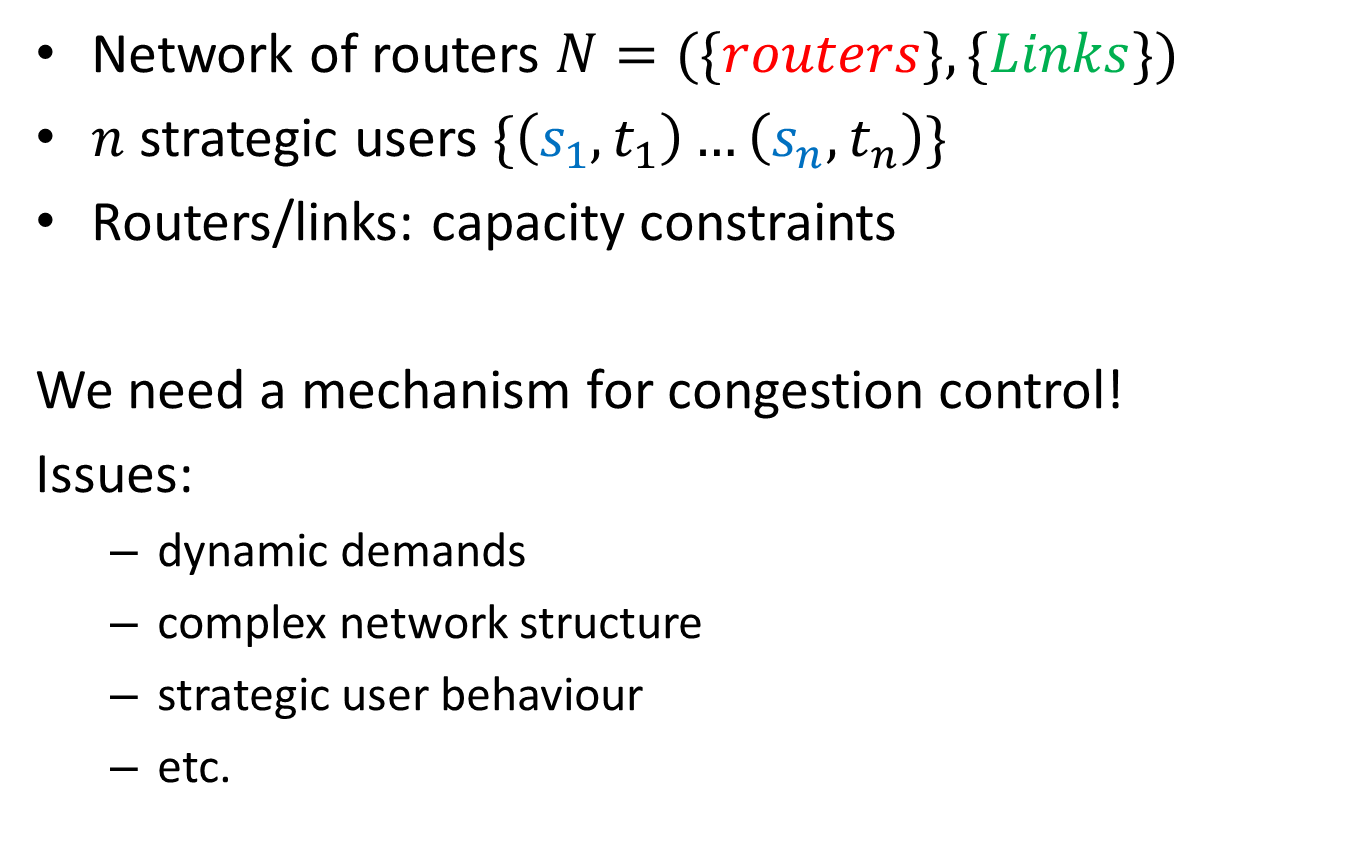 • Network of routers 𝑁 = ({𝑟𝑜𝑢𝑡𝑒𝑟𝑠}, {𝐿𝑖𝑛𝑘𝑠})
• 𝑛 strategic users {(𝑠₁, 𝑡₁) … (𝑠ₙ, 𝑡ₙ)}
• Routers/links: capacity constraints
We need a mechanism for congestion control!
Issues:
– dynamic demands
– complex network structure
– strategic user behaviour
– etc.